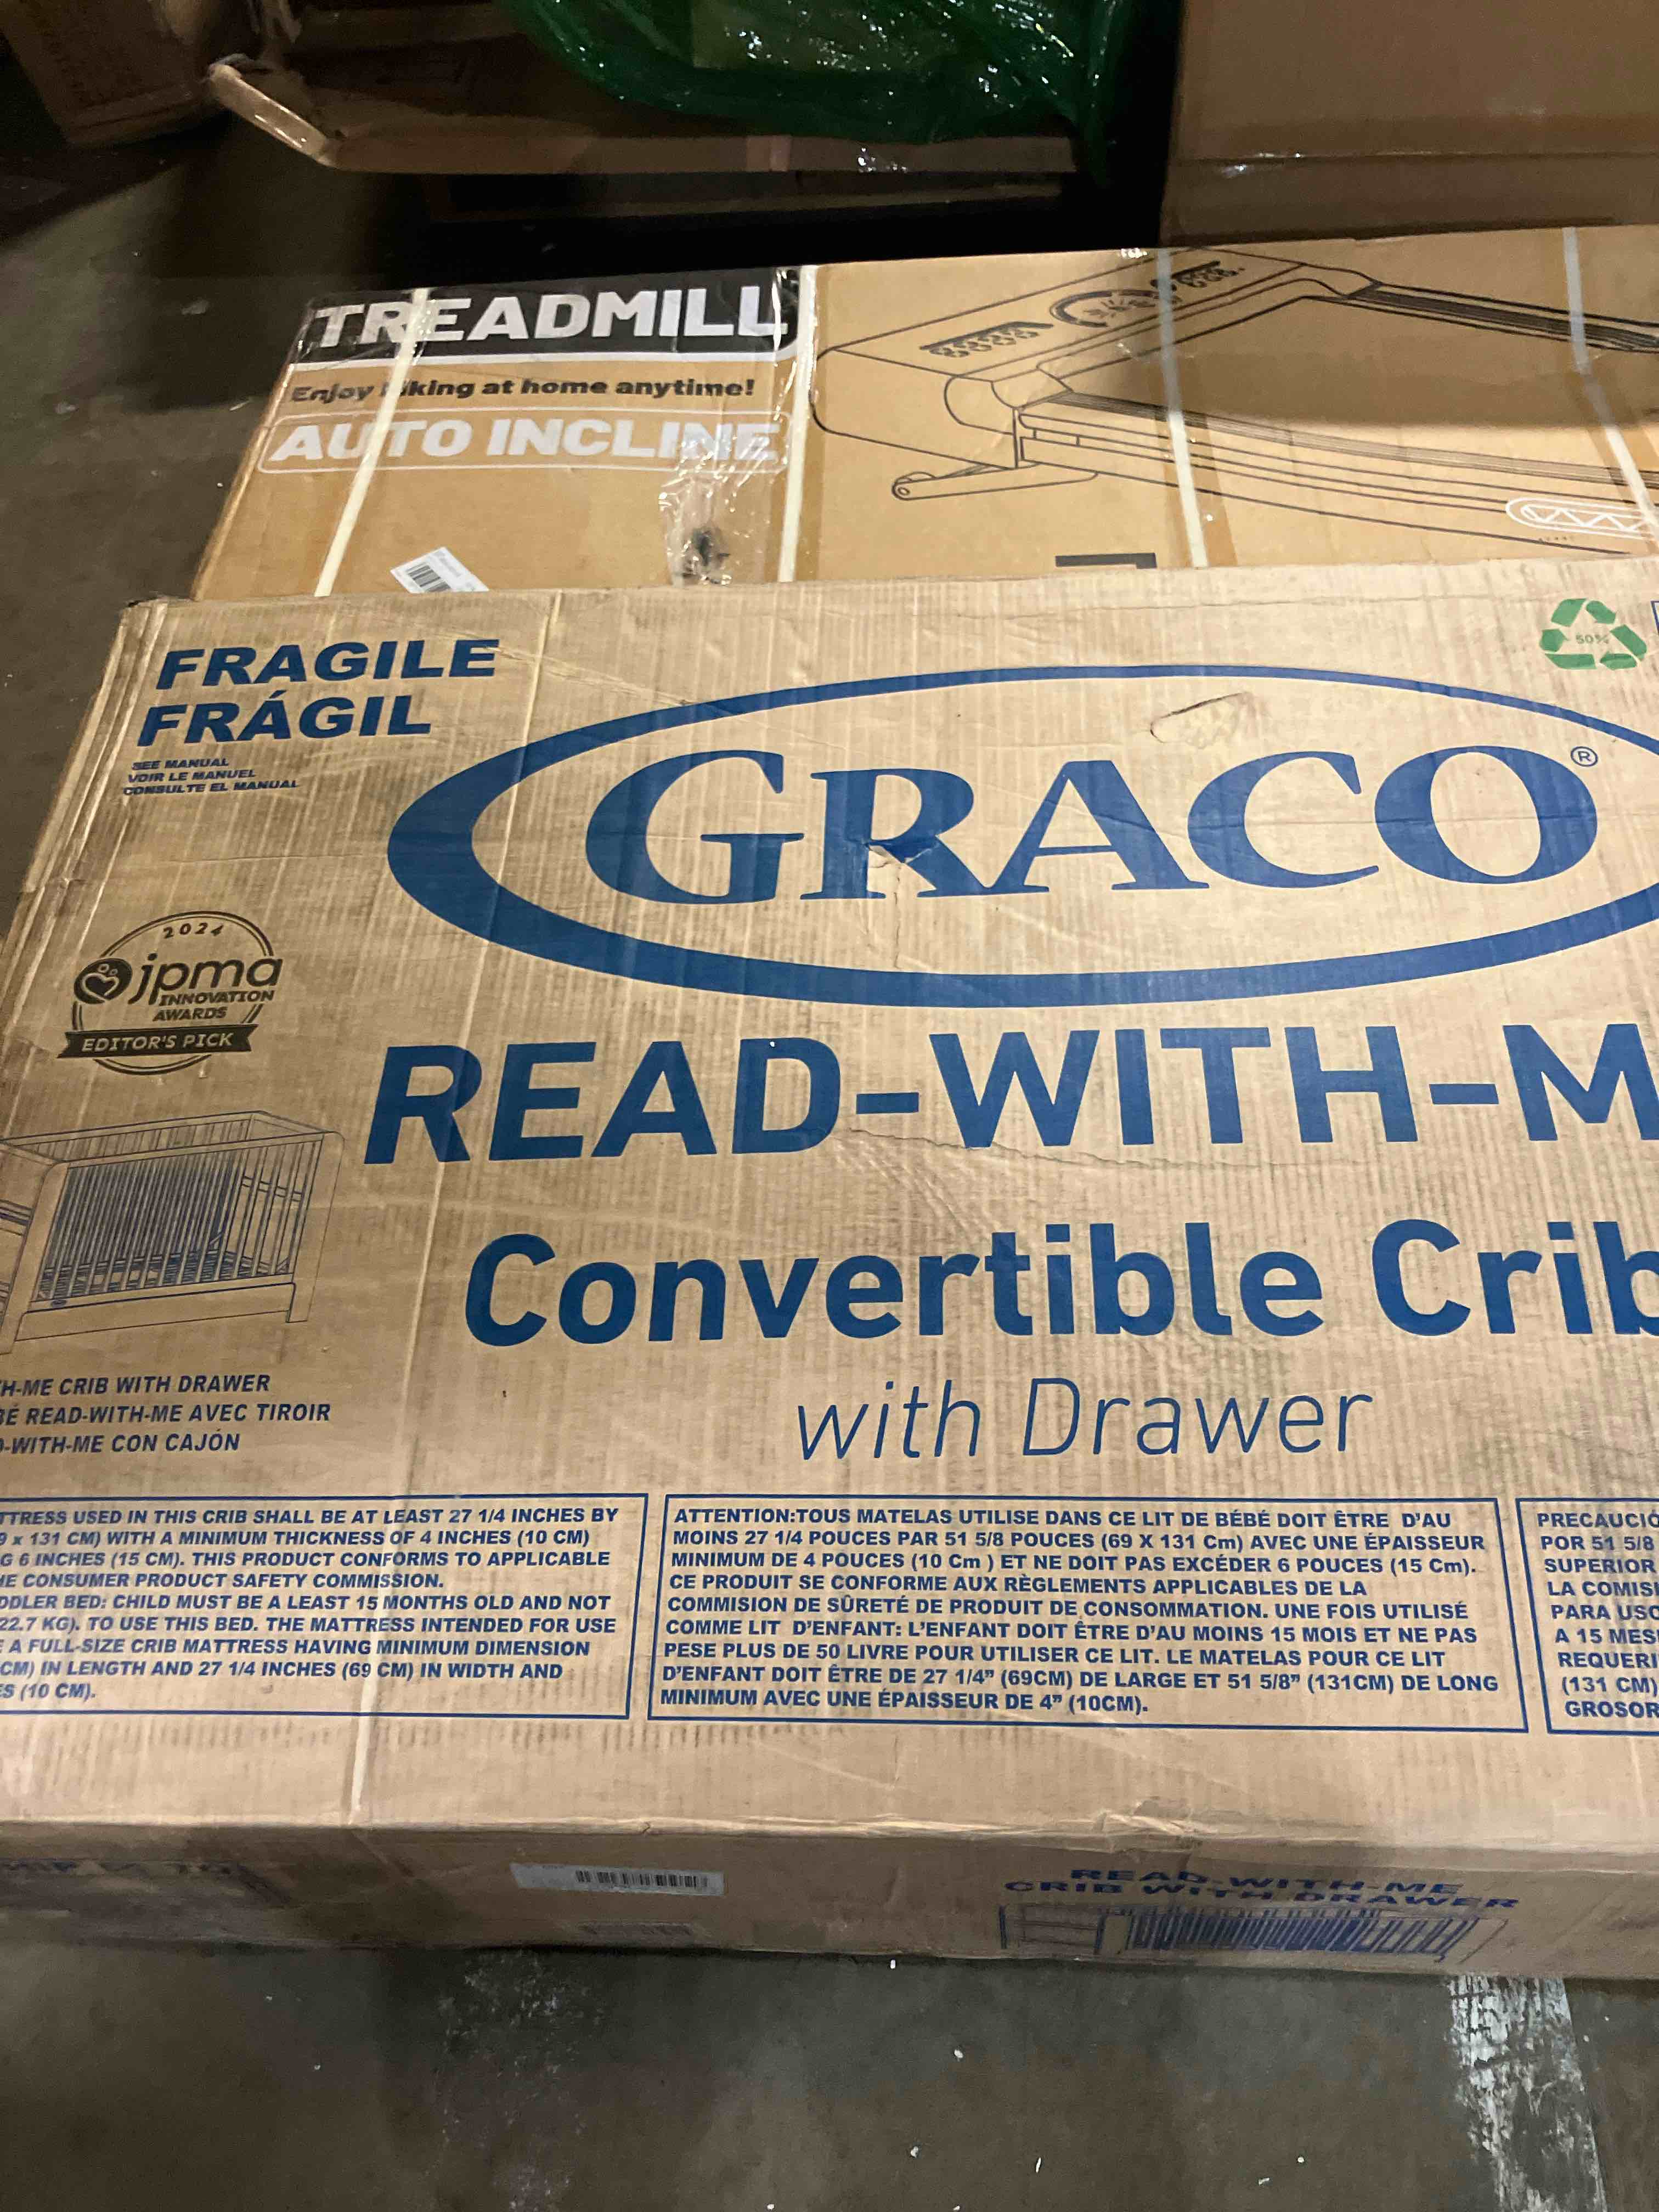 TREADMILL
Enjoy king at home anytime!
AUTO INCLINE
FRAGILE
FRÁGIL
SEE MANUAL
VOIR LE MANUEL
CONSULTE EL MANUAL
50%
GRACO®
2024
jpma
INNOVATION
AWARDS
EDITOR'S PICK
READ-WITH-M
Convertible Crib
with Drawer
H-ME CRIB WITH DRAWER
BÉ READ-WITH-ME AVEC TIROIR
-WITH-ME CON CAJÓN
TTRESS USED IN THIS CRIB SHALL BE AT LEAST 27 1/4 INCHES BY
9 x 131 CM) WITH A MINIMUM THICKNESS OF 4 INCHES (10 CM)
G 6 INCHES (15 CM). THIS PRODUCT CONFORMS TO APPLICABLE
HE CONSUMER PRODUCT SAFETY COMMISSION.
DDLER BED: CHILD MUST BE A LEAST 15 MONTHS OLD AND NOT
22.7 KG). TO USE THIS BED. THE MATTRESS INTENDED FOR USE
E A FULL-SIZE CRIB MATTRESS HAVING MINIMUM DIMENSION
CM) IN LENGTH AND 27 1/4 INCHES (69 CM) IN WIDTH AND
ES (10 CM).
ATTENTION:TOUS MATELAS UTILISE DANS CE LIT DE BÉBÉ DOIT ÊTRE D'AU
MOINS 27 1/4 POUCES PAR 51 5/8 POUCES (69 X 131 Cm) AVEC UNE ÉPAISSEUR
MINIMUM DE 4 POUCES (10 Cm ) ET NE DOIT PAS EXCÉDER 6 POUCES (15 Cm).
CE PRODUIT SE CONFORME AUX RÈGLEMENTS APPLICABLES DE LA
COMMISION DE SÛRETÉ DE PRODUIT DE CONSOMMATION. UNE FOIS UTILISÉ
COMME LIT D'ENFANT: L'ENFANT DOIT ÊTRE D'AU MOINS 15 MOIS ET NE PAS
PESE PLUS DE 50 LIVRE POUR UTILISER CE LIT. LE MATELAS POUR CE LIT
D'ENFANT DOIT ÊTRE DE 27 1/4" (69CM) DE LARGE ET 51 5/8" (131CM) DE LONG
MINIMUM AVEC UNE ÉPAISSEUR DE 4" (10CM).
PRECAUCIÓ
POR 51 5/8
SUPERIOR
LA COMISI
PARA USO
A 15 MES
REQUERI
(131 CM)
GROSOR
READ-WITH-ME
CRIB WITH DRAWER